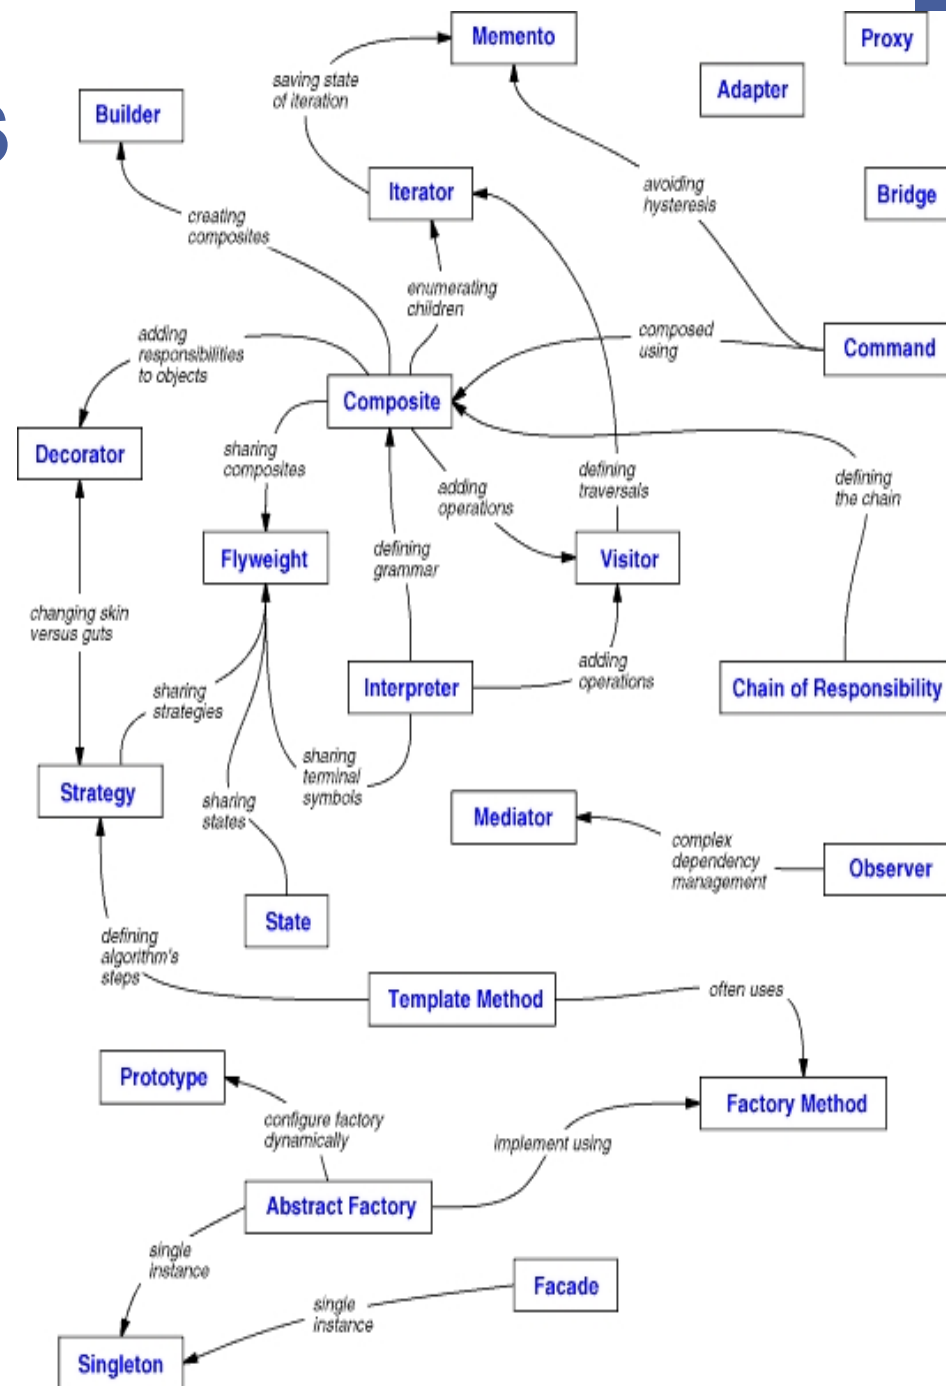 Memento
Proxy
saving state
of iteration
Adapter
Builder
s
Iterator
avoiding
hysteresis
Bridge
creating
composites
enumerating
children
adding
responsibilities
to objects
composed
using
Command
Composite
Decorator
sharing
composites
adding
operations
defining
traversals
defining
the chain
Flyweight
defining
grammar
Visitor
changing skin
versus guts
sharing
strategies
Interpreter
adding
operations
Chain of Responsibility
sharing
terminal
symbols
Strategy
sharing
states
Mediator
complex
dependency
management
Observer
State
defining
algorithm's
steps
Template Method
often uses
Prototype
Factory Method
configure factory
dynamically
implement using
Abstract Factory
single
instance
Facade
single
instance
Singleton